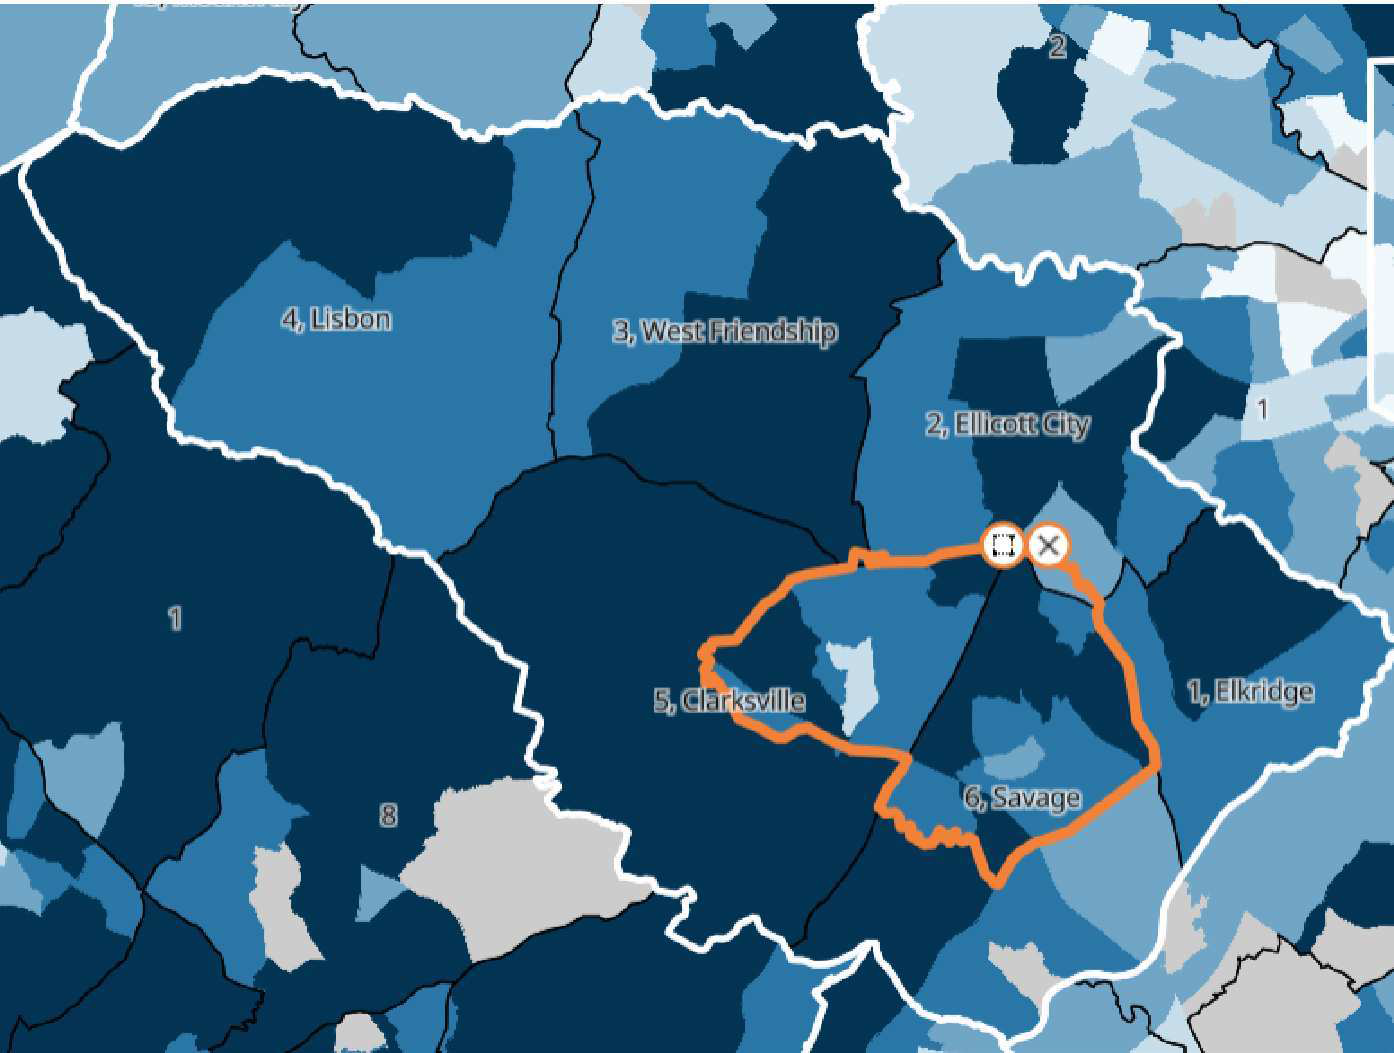 2
4, Lisbon
3, West Friendship
2, Ellicott City
1
1
5, Clarksville
1, Elkridge
6, Savage
8